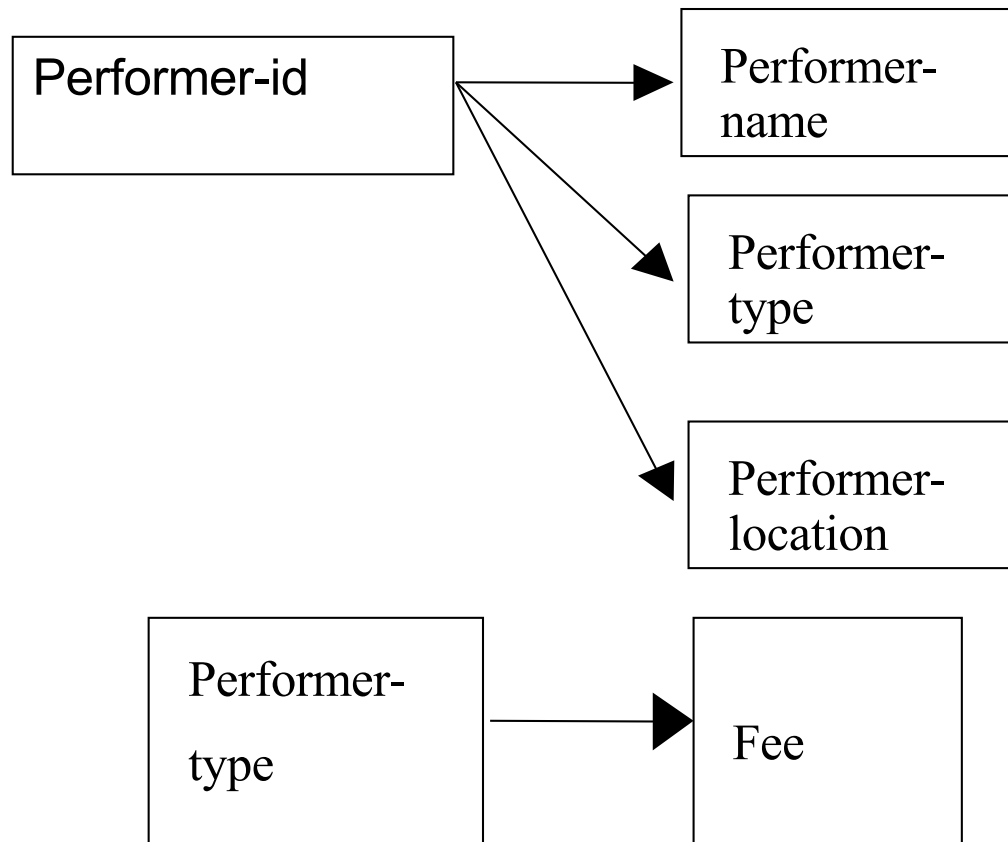 Performer-id
Performer-
name
Performer-
type
Performer-
location
Performer-
type
Fee